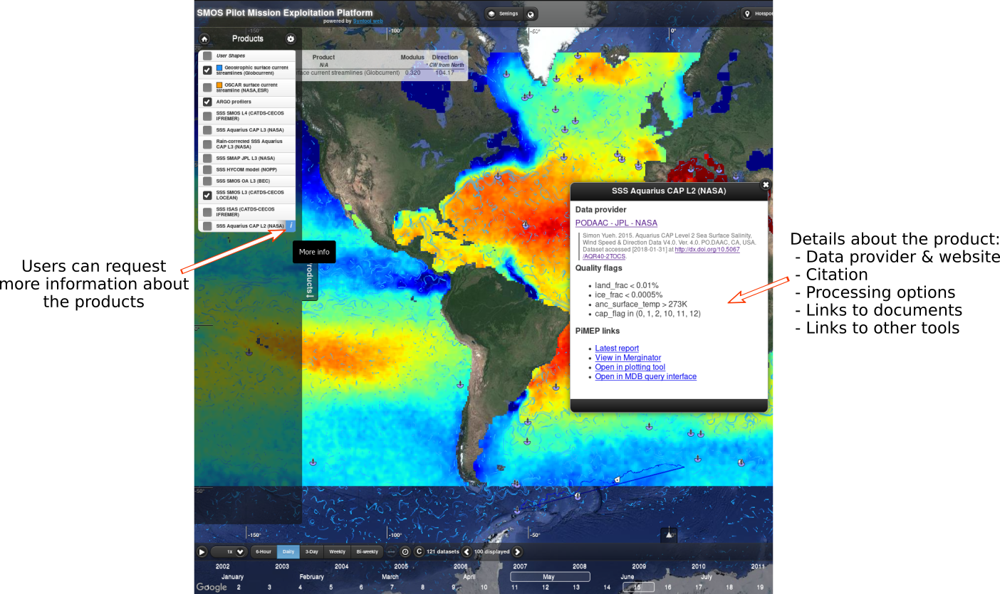 SMOS Pilot Mission Exploitation Platform
powered by Syntool web
Settings
Hotspot
-150°
-100°
-50°
0°
Products
User Shapes
Geostrophic surface current
streamlines (Globcurrent)
OSCAR surface current
streamline (NASA,ESR)
ARGO profilers
SSS SMOS L4 (CATDS-CECOS
IFREMER)
SSS Aquarius CAP L3 (NASA)
Rain-corrected SSS Aquarius
CAP L3 (NASA)
SSS SMAP JPL L3 (NASA)
SSS HYCOM model (NOPP)
SSS SMOS OA L3 (BEC)
SSS SMOS L3 (CATDS-CECOS
LOCEAN)
SSS ISAS (CATDS-CECOS
IFREMER)
SSS Aquarius CAP L2 (NASA)
i
Product Modulus Direction
N/A ° CW from North
face current streamlines (Globcurrent) 0.320 104.17
More info
roducts
Users can request
more information about
the products
SSS Aquarius CAP L2 (NASA)
Data provider
PODAAC - JPL - NASA
Simon Yueh. 2015. Aquarius CAP Level 2 Sea Surface Salinity,
Wind Speed & Direction Data V4.0. Ver. 4.0. PO.DAAC, CA, USA.
Dataset accessed [2018-01-31] at http://dx.doi.org/10.5067
/AQR40-2TOCS.
Quality flags
• land_frac < 0.01%
• ice_frac < 0.0005%
• anc_surface_temp > 273K
• cap_flag in (0, 1, 2, 10, 11, 12)
PiMEP links
• Latest report
• View in Merginator
• Open in plotting tool
• Open in MDB query interface
Details about the product:
- Data provider & website
- Citation
- Processing options
- Links to documents
- Links to other tools
0°
-50°
-150°
-100°
-50°
1x 6-Hour Daily 3-Day Weekly Bi-weekly C 121 datasets 100 displayed
2002 2003 2004 2005 2006 2007 2008 2009 2010 2011
January February March April May June July
Google 2 3 4 5 6 7 8 9 10 11 12 13 14 15 16 17 18 19